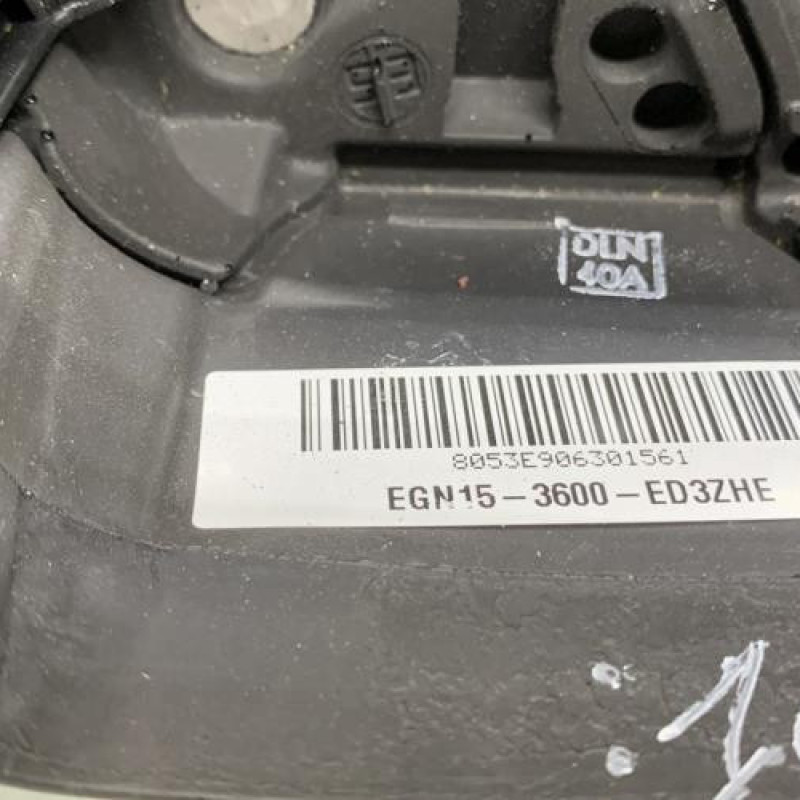 DLN
40A
8053E906301561
EGN15-3600-ED3ZHE